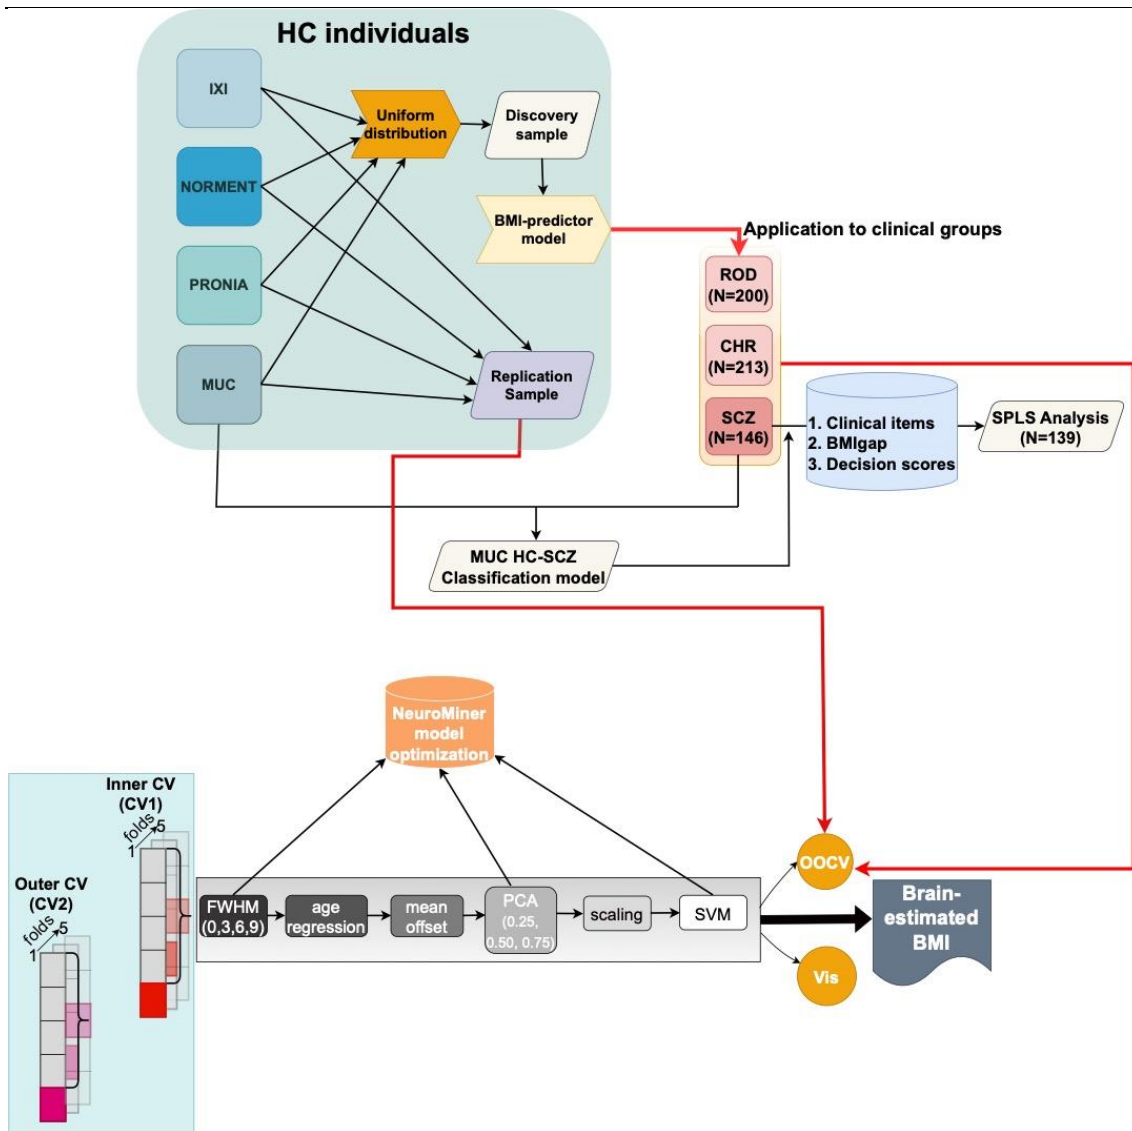 HC individuals
IXI
NORMENT
PRONIA
MUC
Uniform
distribution
Discovery
sample
BMI-predictor
model
Replication
Sample
Application to clinical groups
ROD
(N=200)
CHR
(N=213)
SCZ
(N=146)
1. Clinical items
2. BMIgap
3. Decision scores
SPLS Analysis
(N=139)
MUC HC-SCZ
Classification model
NeuroMiner
model
optimization
Inner CV
(CV1)
folds
1
5
Outer CV
(CV2)
folds
1
5
FWHM
(0,3,6,9)
age
regression
mean
offset
PCA
(0.25,
0.50, 0.75)
scaling
SVM
OOCV
Vis
Brain-
estimated
BMI